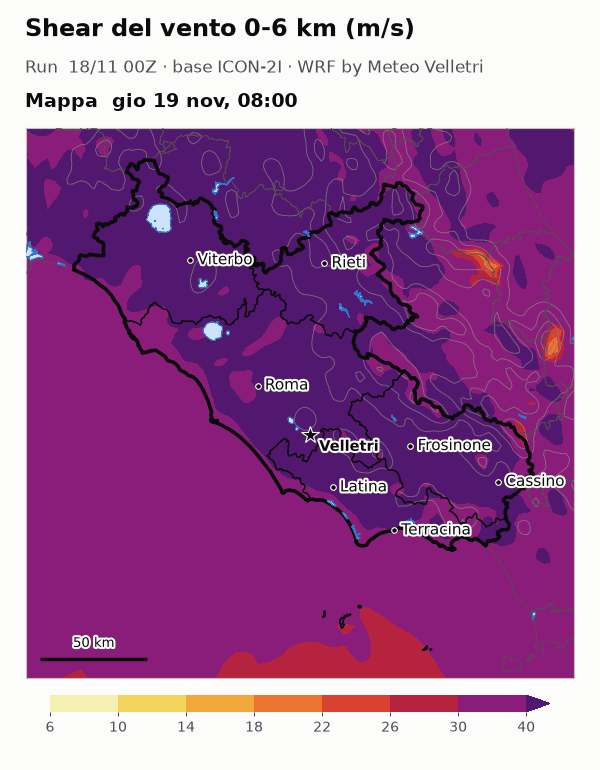 Shear del vento 0-6 km (m/s)
Run  18/11 00Z · base ICON-2I · WRF by Meteo Velletri
Mappa  gio 19 nov, 08:00
Viterbo
Rieti
Roma
Velletri
Frosinone
Latina
Cassino
Terracina
50 km
6 10 14 18 22 26 30 40